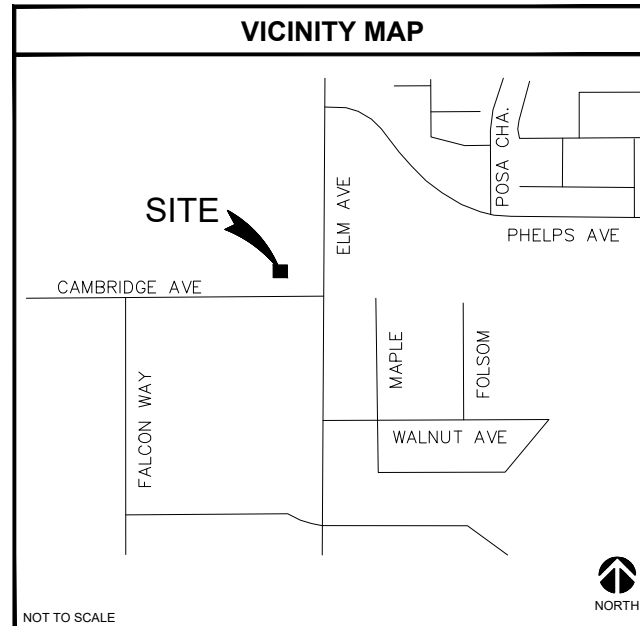 VICINITY MAP
POSA CHA.
SITE
ELM AVE
PHELPS AVE
CAMBRIDGE AVE
MAPLE
FOLSOM
FALCON WAY
WALNUT AVE
NOT TO SCALE
NORTH